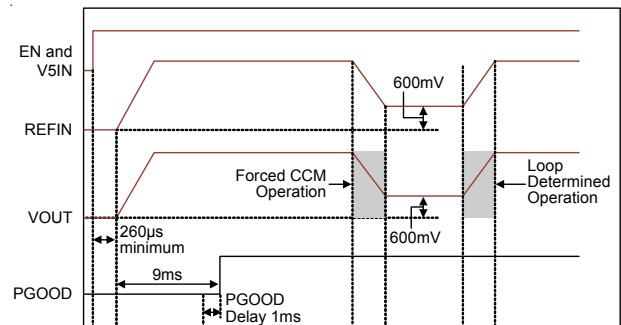 EN and
V5IN
600mV
REFIN
Forced CCM
Operation
Loop
Determined
Operation
VOUT
260µs
minimum
600mV
9ms
PGOOD
PGOOD
Delay 1ms